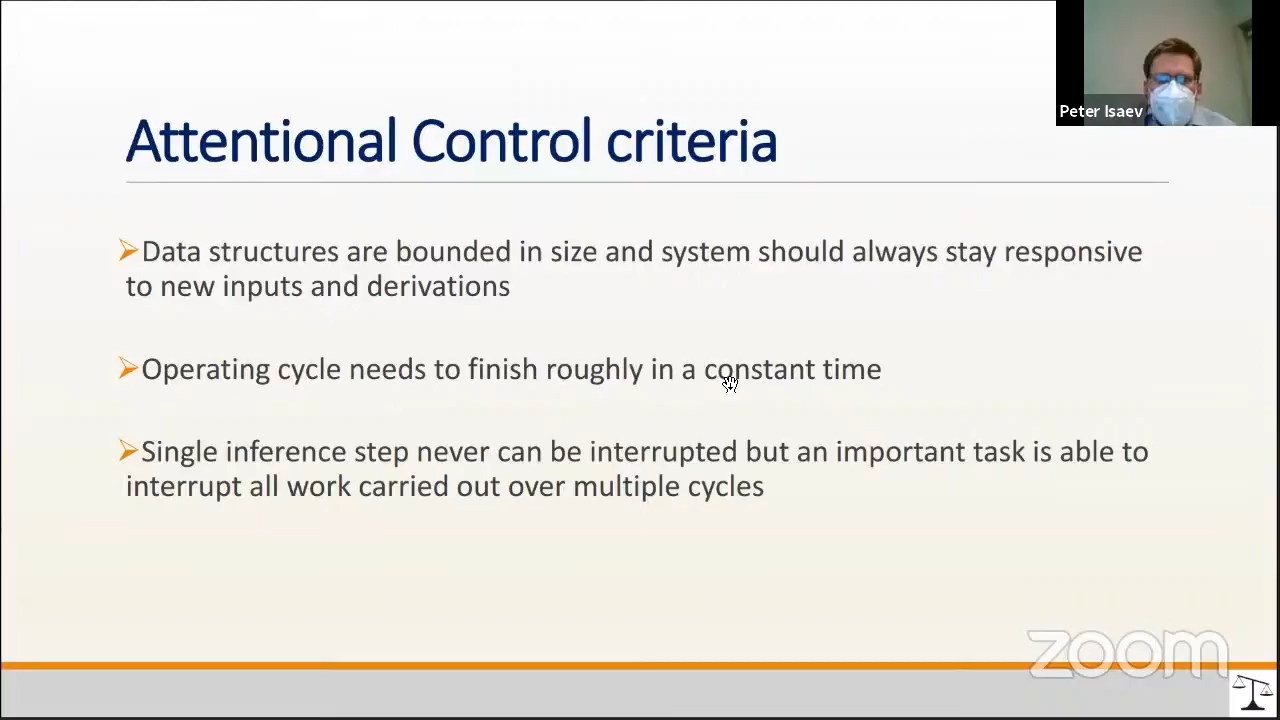 Peter Isaev
Attentional Control criteria
Data structures are bounded in size and system should always stay responsive
to new inputs and derivations
Operating cycle needs to finish roughly in a constant time
Single inference step never can be interrupted but an important task is able to
interrupt all work carried out over multiple cycles
zoom